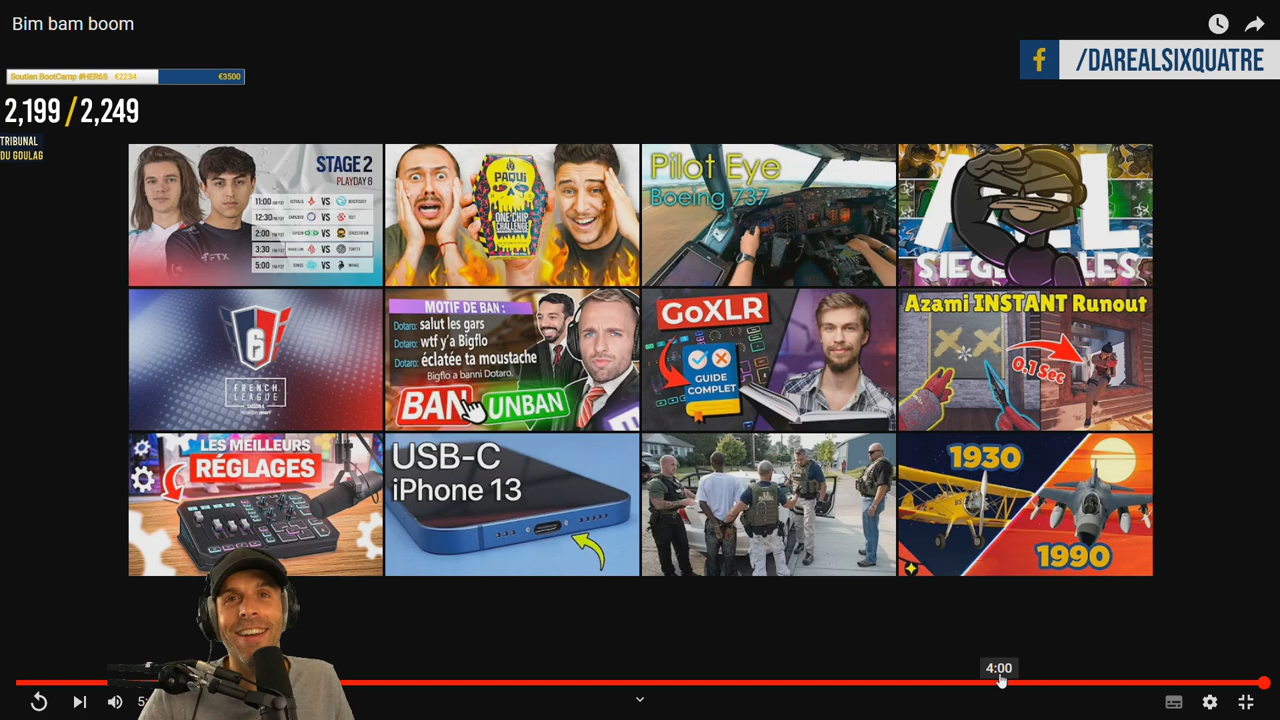 Bim bam boom
/DAREALSIXQUATRE
Soutien BootCamp #HER6S €2234 €3500
2,199 / 2,249
TRIBUNAL
DU GOULAG
STAGE 2
PLAYDAY 8
11:00 VS
12:30 VS
2:00 VS
3:30 VS
5:00 VS
PAQUI
ONE CHIP
CHALLENGE
Pilot Eye
Boeing 737
FRENCH
LEAGUE
MOTIF DE BAN :
Dotaro: salut les gars
Dotaro: wtf y'a Bigflo
Dotaro: éclatée ta moustache
Bigflo a banni Dotaro.
BAN UNBAN
GoXLR
GUIDE
COMPLET
Azami INSTANT Runout
0.1 Sec
LES MEILLEURS
RÉGLAGES
USB-C
iPhone 13
1930
1990
4:00